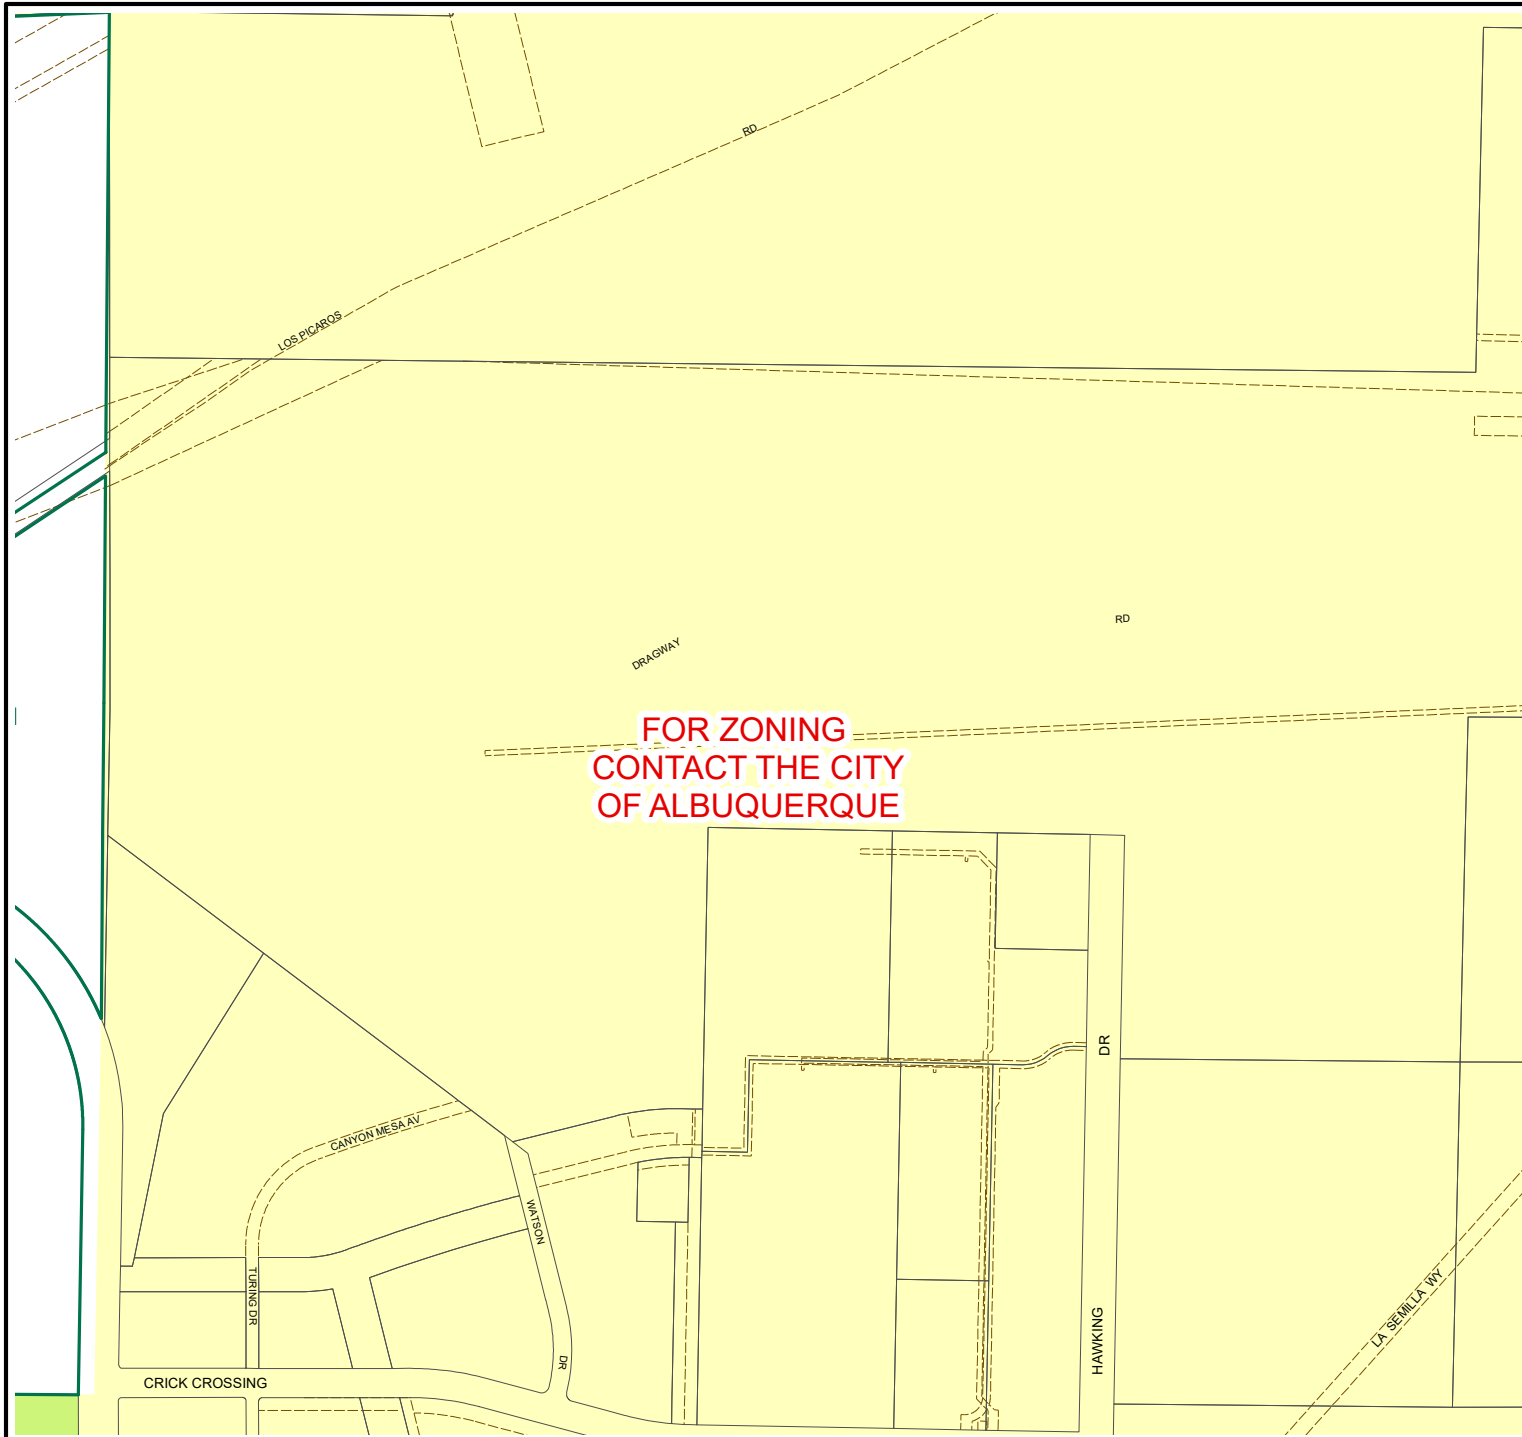 RD
LOS PICAROS
RD
DRAGWAY
FOR ZONING
CONTACT THE CITY
OF ALBUQUERQUE
DR
CANYON MESA AV
WATSON
TURING DR
LA SEMILLA WY
HAWKING
DR
CRICK CROSSING